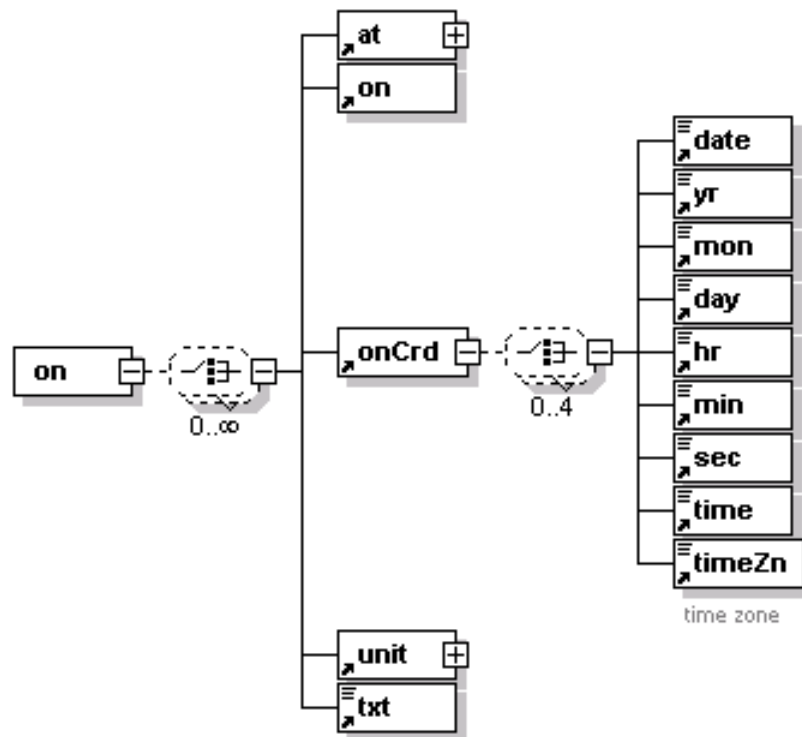 at
on
date
yr
mon
day
on
onCrd
hr
0..∞
0..4
min
sec
time
timeZn
time zone
unit
txt